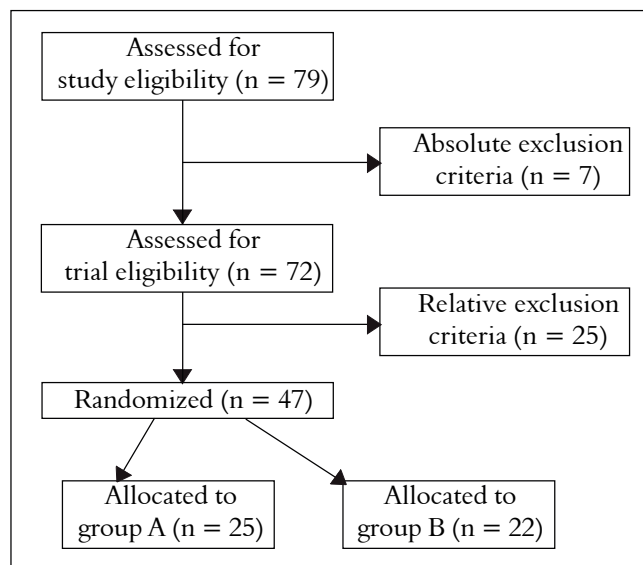 Assessed for
study eligibility (n = 79)
Absolute exclusion
criteria (n = 7)
Assessed for
trial eligibility (n = 72)
Relative exclusion
criteria (n = 25)
Randomized (n = 47)
Allocated to
group A (n = 25)
Allocated to
group B (n = 22)